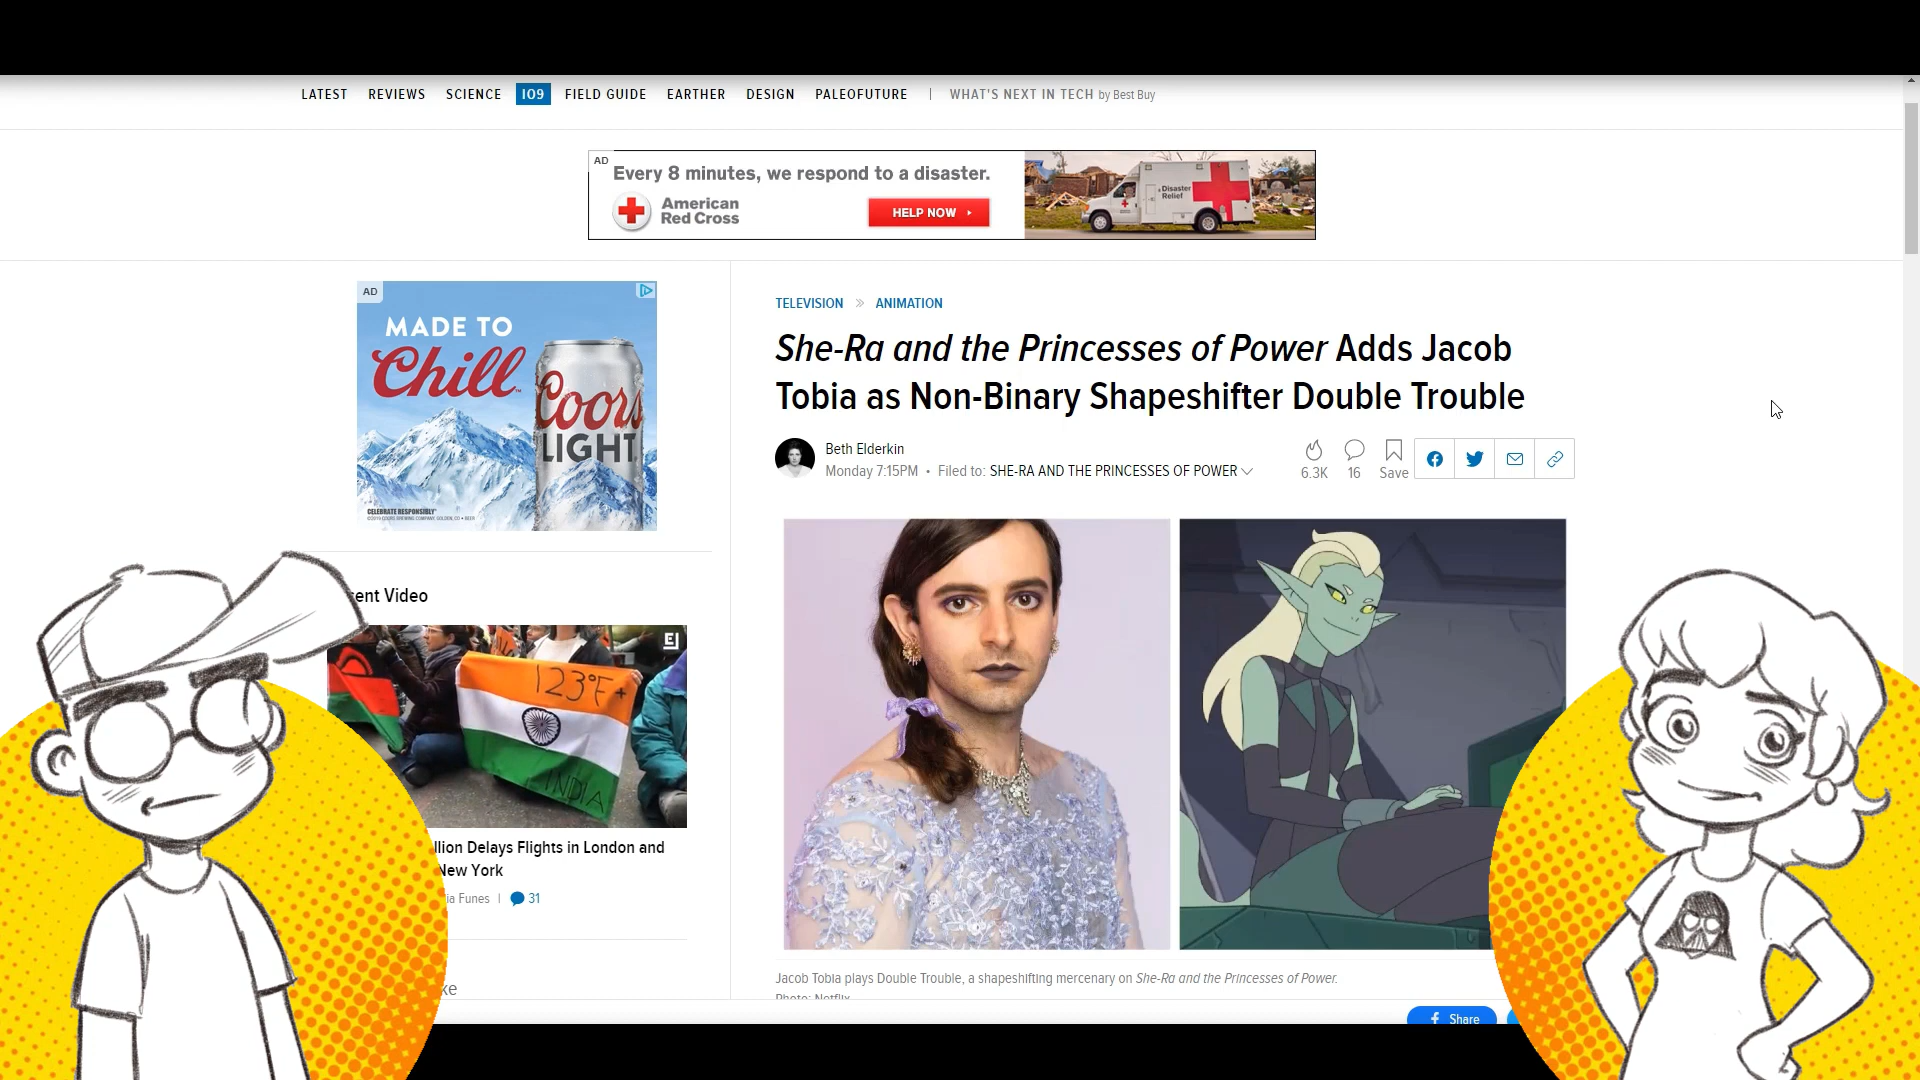 LATEST REVIEWS SCIENCE IO9 FIELD GUIDE EARTHER DESIGN PALEOFUTURE | WHAT'S NEXT IN TECH by Best Buy
AD
Every 8 minutes, we respond to a disaster.
American
Red Cross
HELP NOW
Disaster
Relief
AD
MADE TO
Chill
Coors
LIGHT
CELEBRATE RESPONSIBLY
TELEVISION » ANIMATION
She-Ra and the Princesses of Power Adds Jacob
Tobia as Non-Binary Shapeshifter Double Trouble
Beth Elderkin
Monday 7:15PM • Filed to: SHE-RA AND THE PRINCESSES OF POWER
6.3K 16 Save
ent Video
EJ
123°F+
INDIA
llion Delays Flights in London and
New York
ia Funes | 31
ke
Jacob Tobia plays Double Trouble, a shapeshifting mercenary on She-Ra and the Princesses of Power.
Photo: Netflix
Share